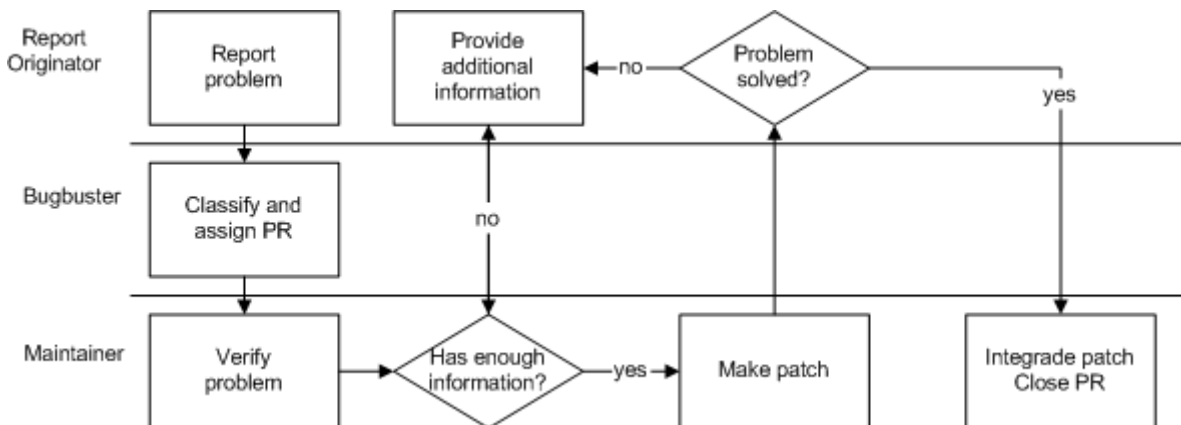 Report
Originator
Report
problem
Provide
additional
information
no
Problem
solved?
yes
Bugbuster
Classify and
assign PR
no
Maintainer
Verify
problem
Has enough
information?
yes
Make patch
Integrade patch
Close PR